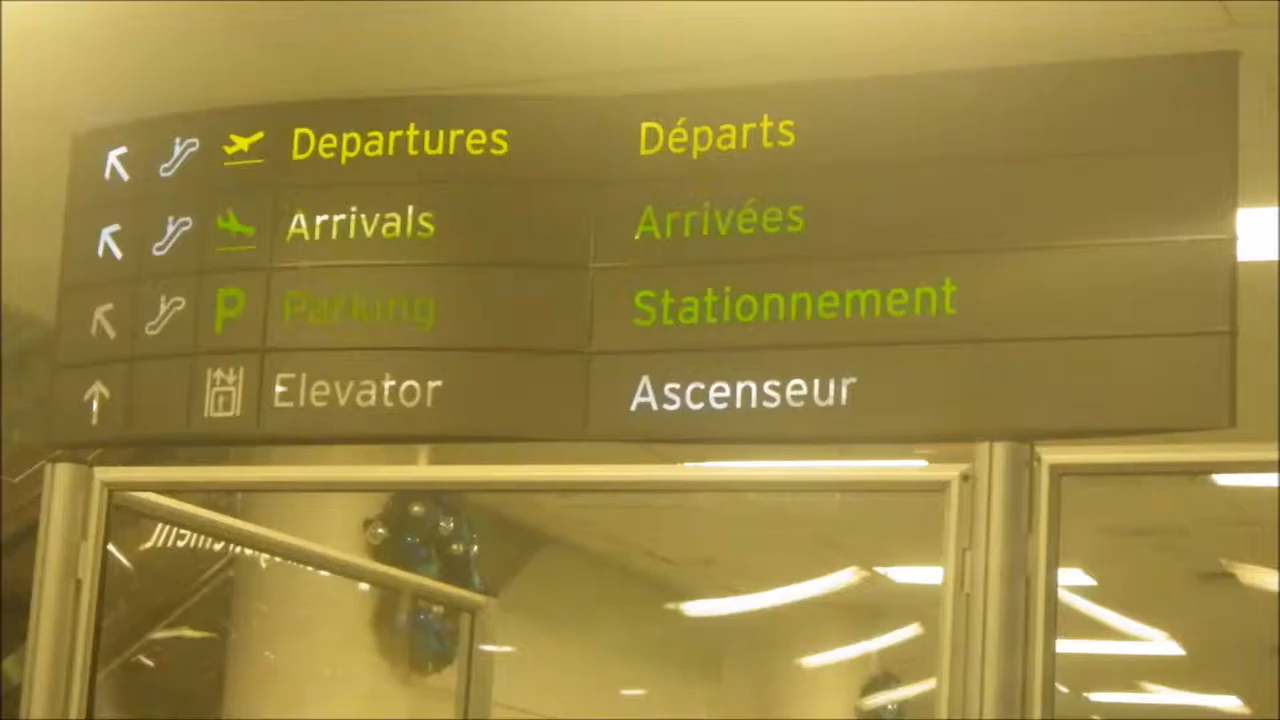 Departures Départs
Arrivals Arrivées
P Parking Stationnement
Elevator Ascenseur